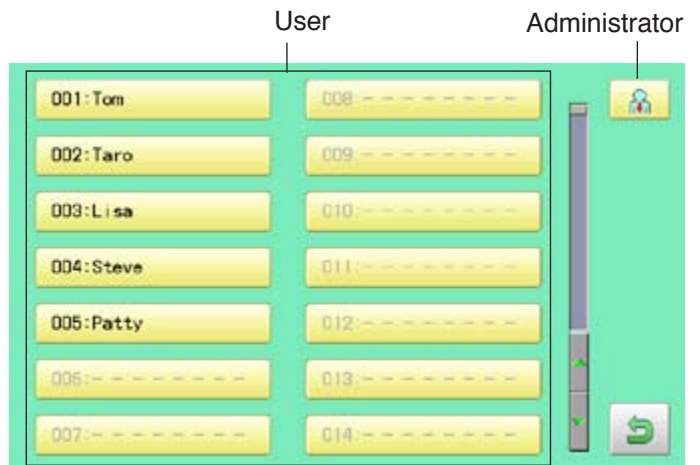 User
Administrator
001:Tom
002:Taro
003:Lisa
004:Steve
005:Patty
006:- - - - - - - -
007:- - - - - - - -
008:- - - - - - - -
009:- - - - - - - -
010:- - - - - - - -
011:- - - - - - - -
012:- - - - - - - -
013:- - - - - - - -
014:- - - - - - - -